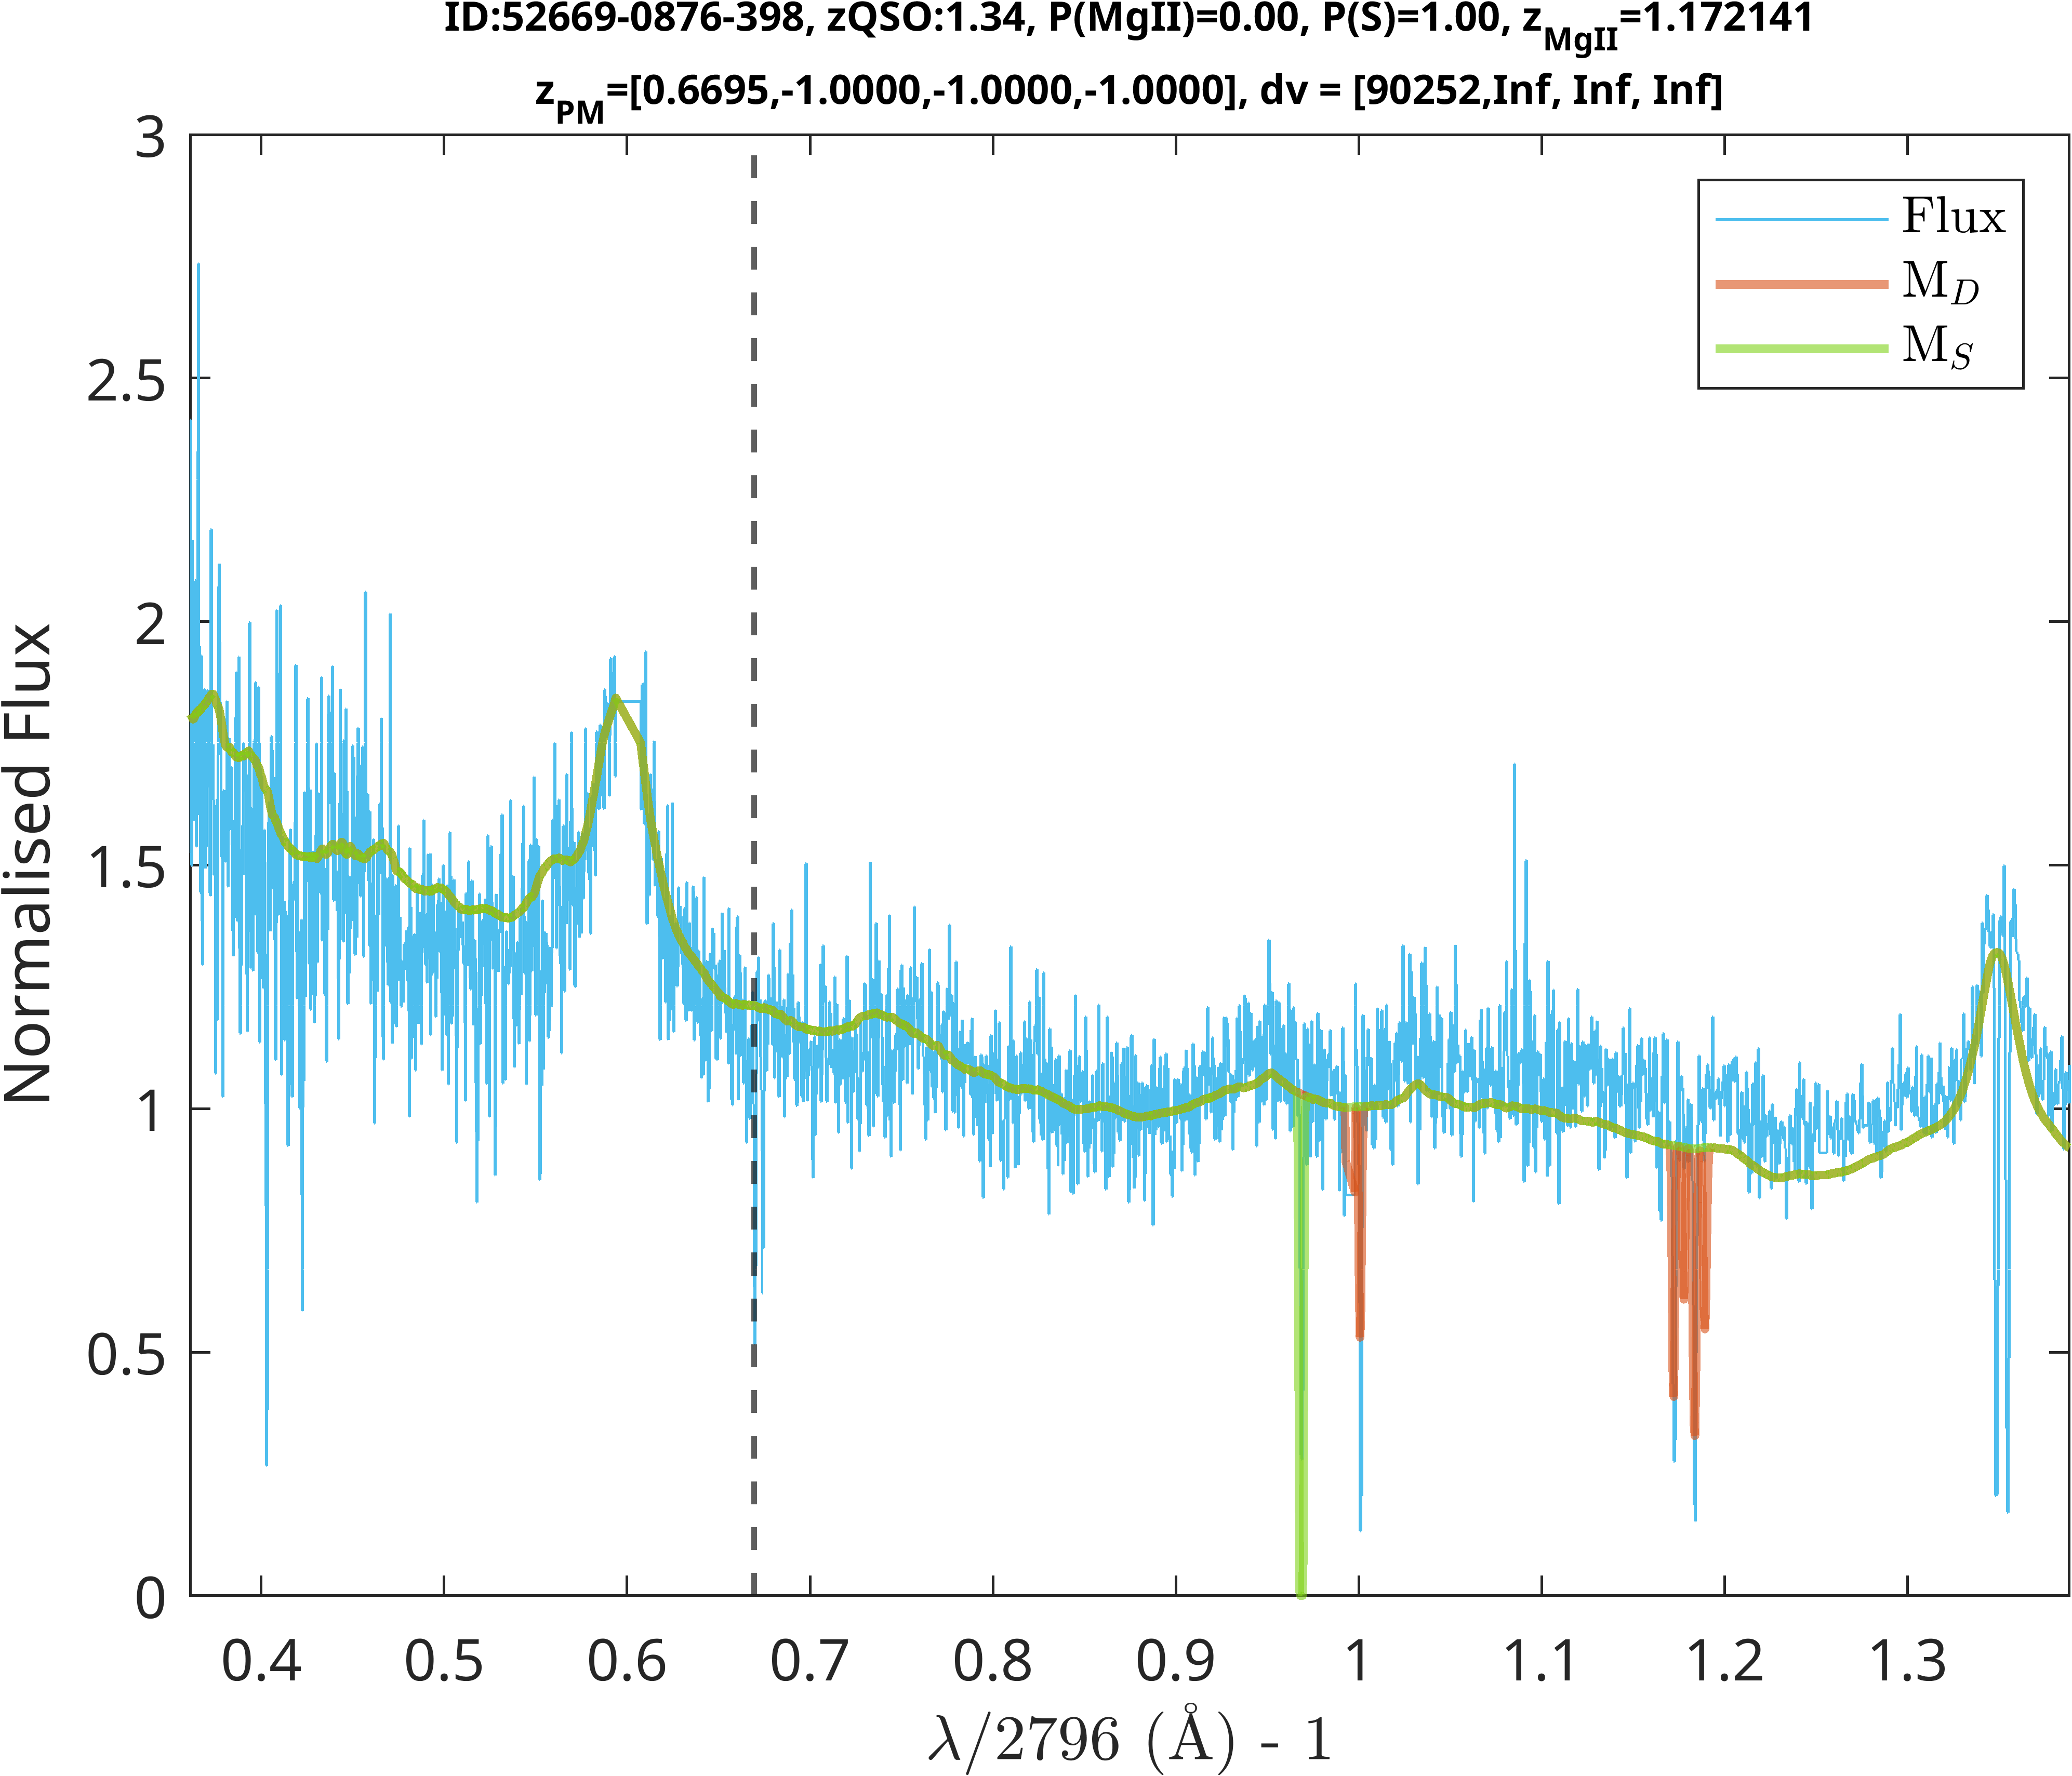 ID:52669-0876-398, zQSO:1.34, P(MgII)=0.00, P(S)=1.00, zMgII=1.172141
zPM=[0.6695,-1.0000,-1.0000,-1.0000], dv = [90252,Inf, Inf, Inf]
3
2.5
2
1.5
1
0.5
0
Normalised Flux
Flux
MD
MS
0.4 0.5 0.6 0.7 0.8 0.9 1 1.1 1.2 1.3
λ/2796 (Å) - 1